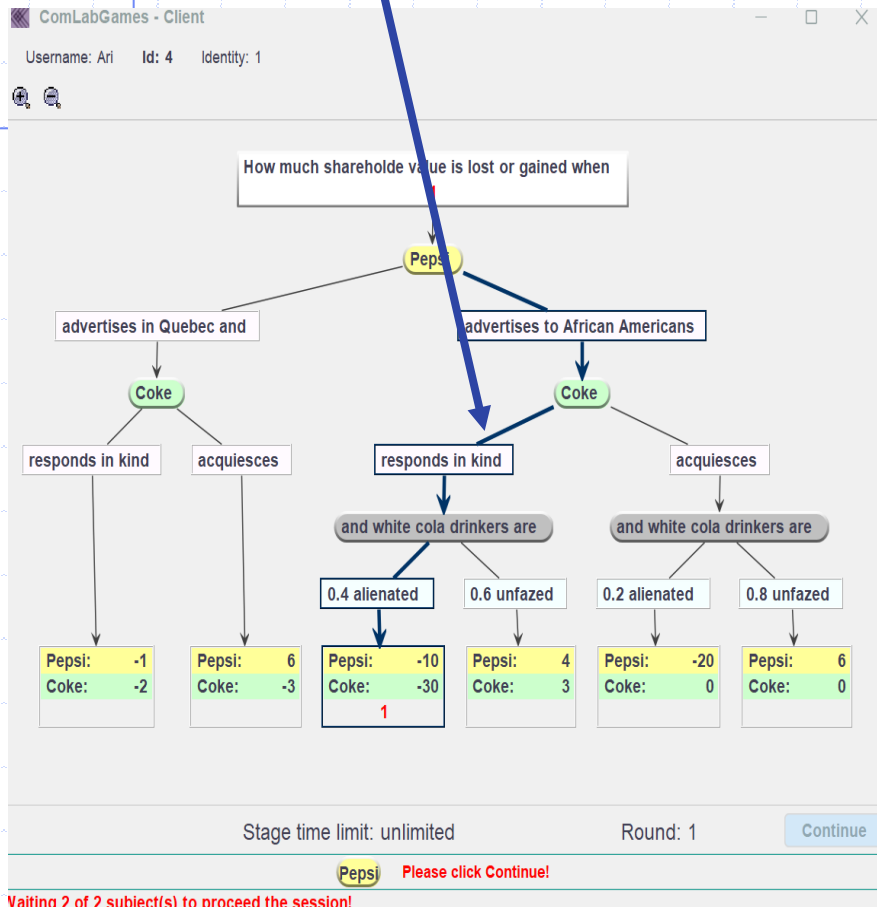 ComLabGames - Client
Username: Ari Id: 4 Identity: 1
How much shareholde value is lost or gained when
1
Pepsi
advertises in Quebec and advertises to African Americans
Coke Coke
responds in kind acquiesces responds in kind acquiesces
and white cola drinkers are and white cola drinkers are
0.4 alienated 0.6 unfazed 0.2 alienated 0.8 unfazed
Pepsi: -1 Pepsi: 6 Pepsi: -10 Pepsi: 4 Pepsi: -20 Pepsi: 6
Coke: -2 Coke: -3 Coke: -30 Coke: 3 Coke: 0 Coke: 0
1
Stage time limit: unlimited Round: 1 Continue
Pepsi Please click Continue!
Waiting 2 of 2 subject(s) to proceed the session!